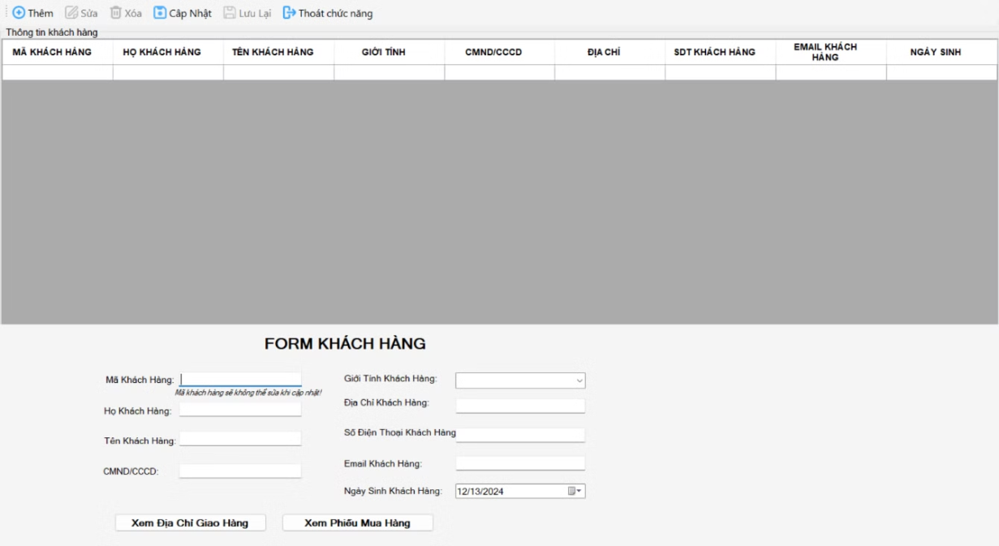 Thêm Sửa Xóa Câp Nhật Lưu Lại Thoát chức năng
Thông tin khách hàng
MÃ KHÁCH HÀNG HỌ KHÁCH HÀNG TÊN KHÁCH HÀNG GIỚI TÍNH CMND/CCCD ĐỊA CHỈ SDT KHÁCH HÀNG EMAIL KHÁCH HÀNG NGÀY SINH
FORM KHÁCH HÀNG
Mã Khách Hàng: Giới Tính Khách Hàng:
Mã khách hàng sẽ không thể sửa khi cập nhật!
Địa Chỉ Khách Hàng:
Họ Khách Hàng:
Số Điện Thoại Khách Hàng
Tên Khách Hàng:
Email Khách Hàng:
CMND/CCCD:
Ngày Sinh Khách Hàng: 12/13/2024
Xem Địa Chỉ Giao Hàng Xem Phiếu Mua Hàng